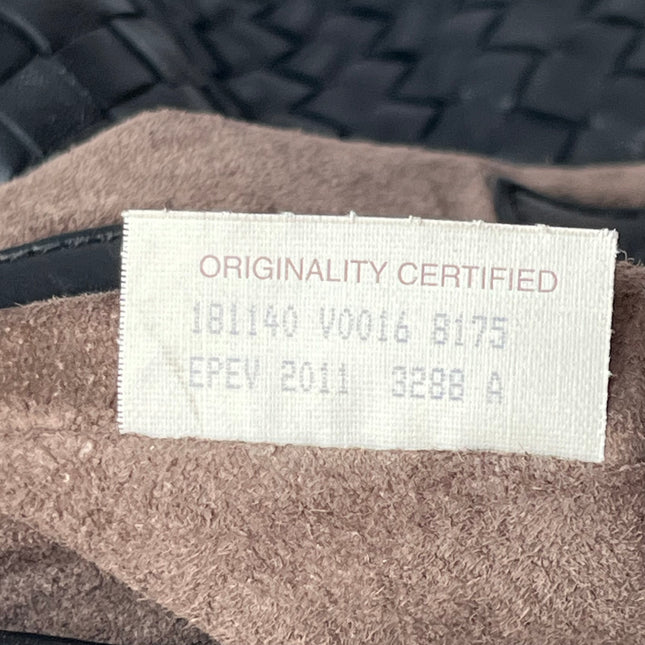 ORIGINALITY CERTIFIED
181140 V0016 8175
EPEV 2011 3288 A